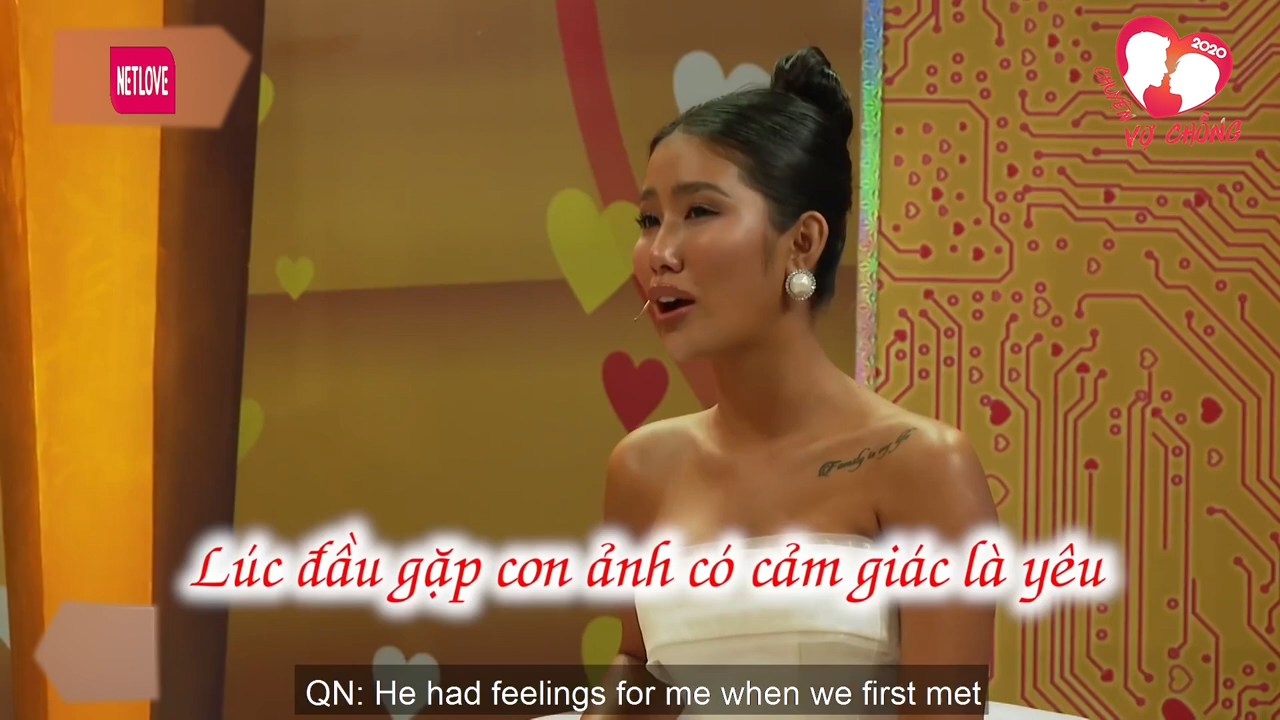 NETLOVE
2020
CHUYỆN
VỢ CHỒNG
Lúc đầu gặp con ảnh có cảm giác là yêu
QN: He had feelings for me when we first met